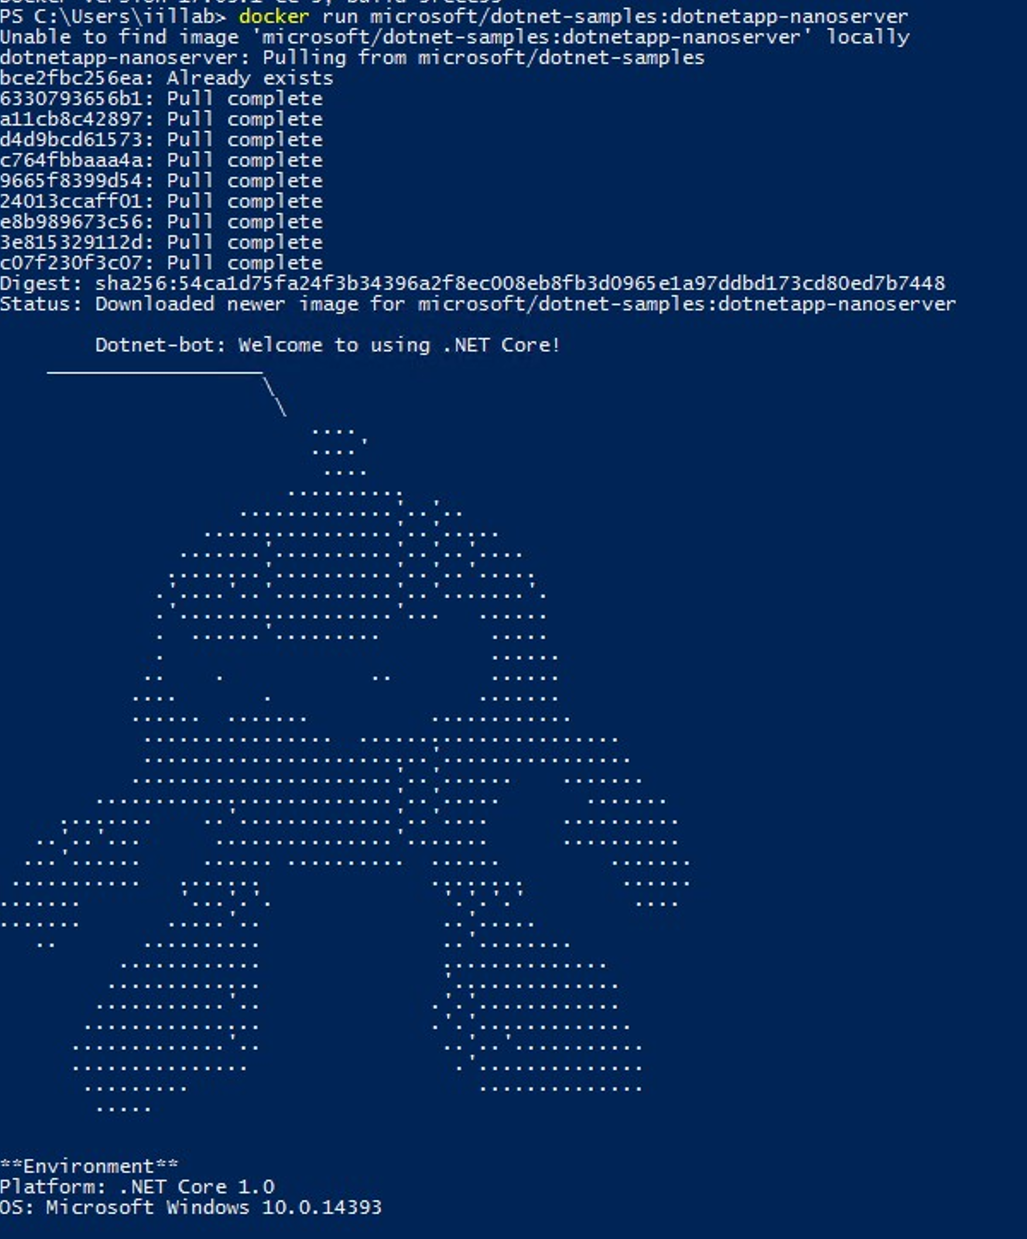 PS C:\Users\iillab> docker run microsoft/dotnet-samples:dotnetapp-nanoserver
Unable to find image 'microsoft/dotnet-samples:dotnetapp-nanoserver' locally
dotnetapp-nanoserver: Pulling from microsoft/dotnet-samples
bce2fbc256ea: Already exists
6330793656b1: Pull complete
a11cb8c42897: Pull complete
d4d9bcd61573: Pull complete
c764fbbaaa4a: Pull complete
9665f8399d54: Pull complete
24013ccaff01: Pull complete
e8b989673c56: Pull complete
3e815329112d: Pull complete
c07f230f3c07: Pull complete
Digest: sha256:54ca1d75fa24f3b34396a2f8ec008eb8fb3d0965e1a97ddbd173cd80ed7b7448
Status: Downloaded newer image for microsoft/dotnet-samples:dotnetapp-nanoserver
Dotnet-bot: Welcome to using .NET Core!
**Environment**
Platform: .NET Core 1.0
OS: Microsoft Windows 10.0.14393